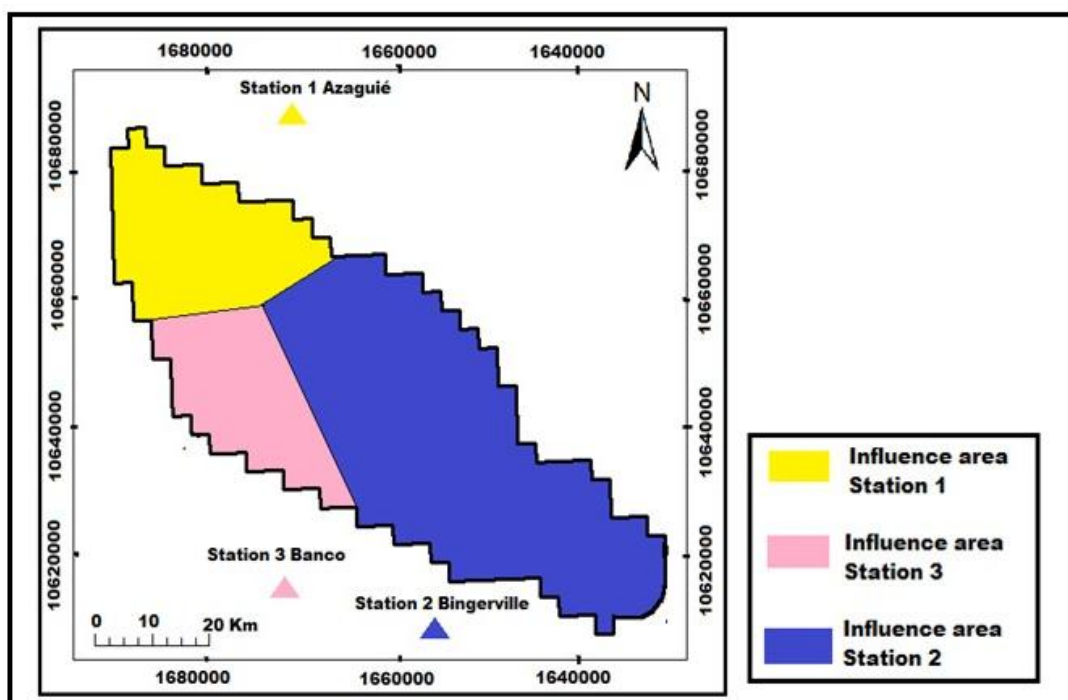 1680000 1660000 1640000
Station 1 Azaguié
N
10680000 10680000
10660000 10660000
10640000 10640000
10620000 10620000
Station 3 Banco
Station 2 Bingerville
0 10 20 Km
1680000 1660000 1640000
Influence area
Station 1
Influence area
Station 3
Influence area
Station 2